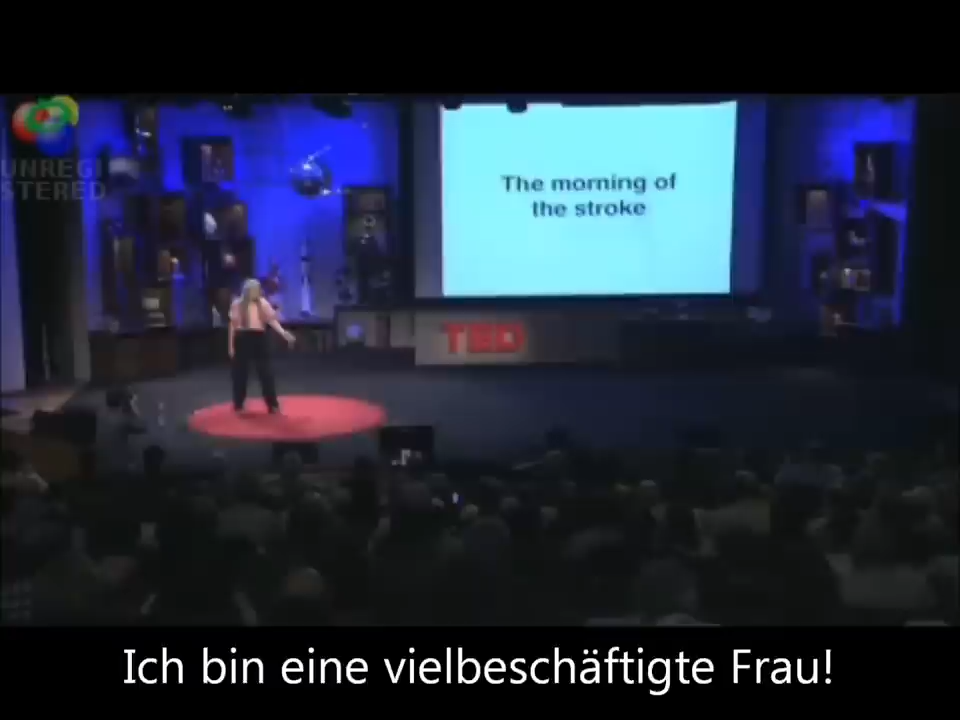 UNREGI
STERED
The morning of
the stroke
TED
Ich bin eine vielbeschäftigte Frau!